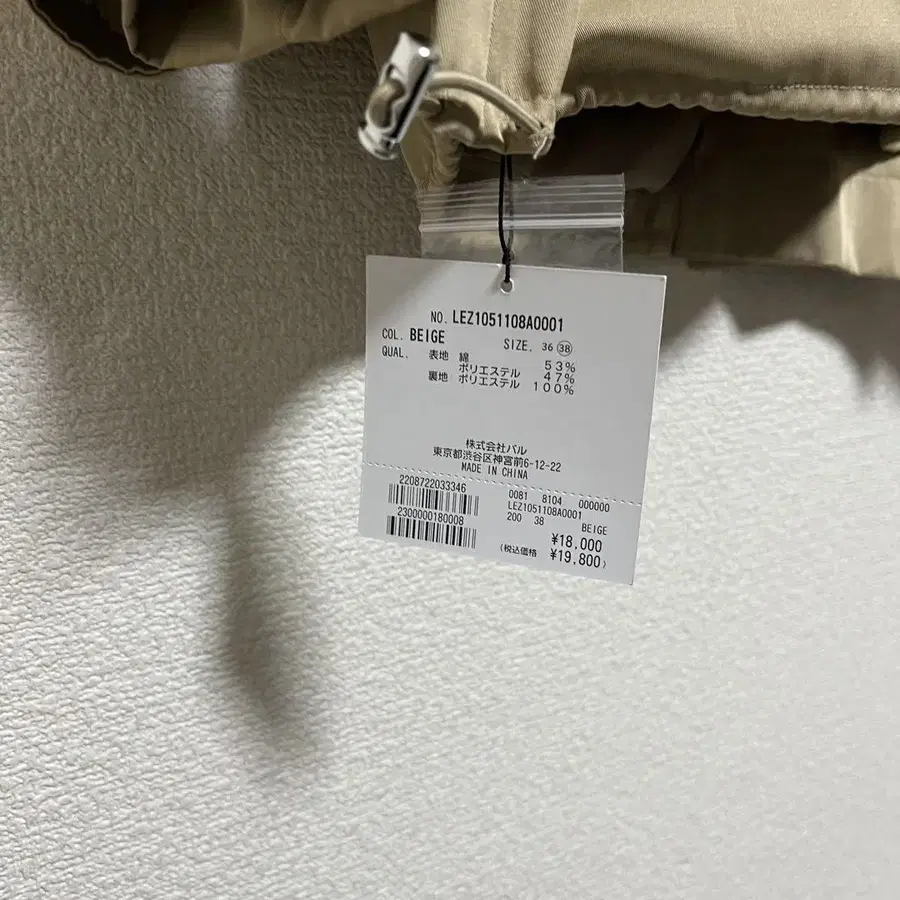 NO. LEZ1051108A0001
COL. BEIGE SIZE. 36 38
QUAL. 表地 綿 53%
ポリエステル 47%
裏地 ポリエステル 100%
株式会社パル
東京都渋谷区神宮前6-12-22
MADE IN CHINA
2208722033346
2300000180008
0081 8104 000000
LEZ1051108A0001
200 38 BEIGE
¥18,000
(税込価格 ¥19,800)